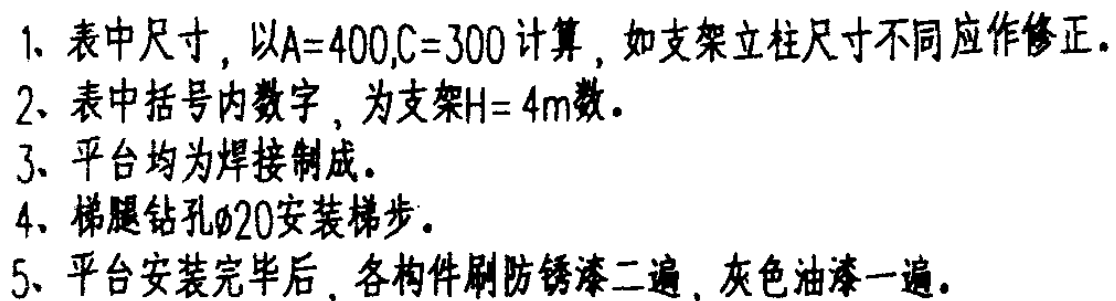 1、表中尺寸，以A=400,C=300计算，如支架立柱尺寸不同应作修正。
2、表中括号内数字，为支架H=4m数。
3、平台均为焊接制成。
4、梯腿钻孔ø20安装梯步。
5、平台安装完毕后、各构件刷防锈漆二遍、灰色油漆一遍。